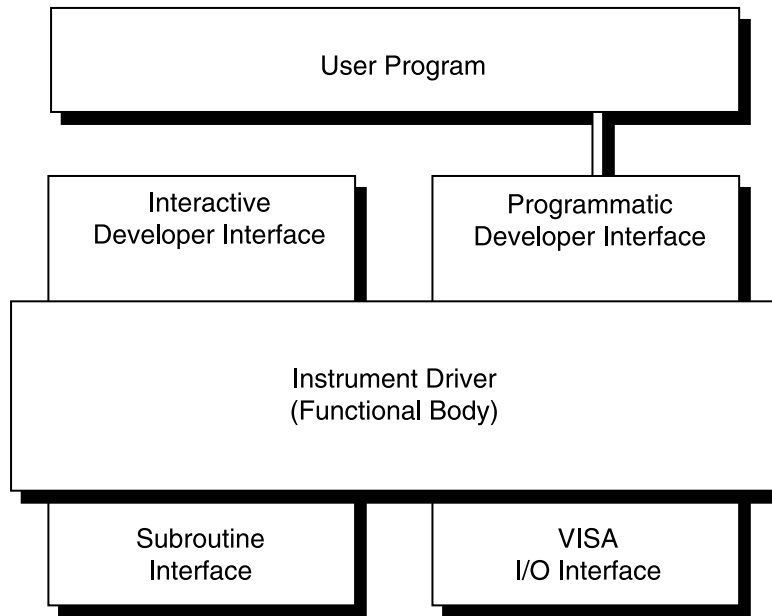 User Program
Interactive
Developer Interface
Programmatic
Developer Interface
Instrument Driver
(Functional Body)
Subroutine
Interface
VISA
I/O Interface